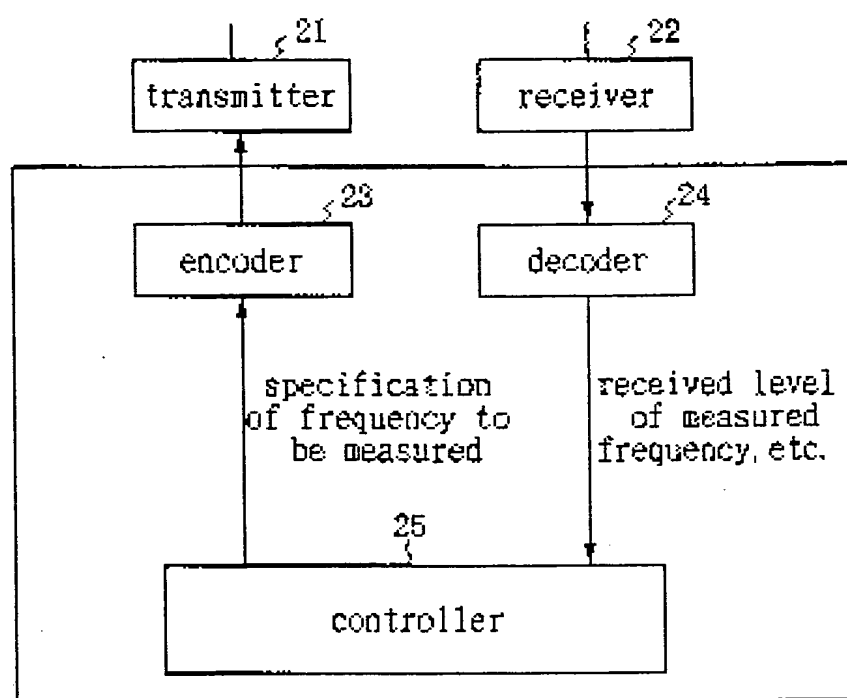 21
22
transmitter
receiver
23
24
encoder
decoder
specification
of frequency to
be measured
received level
of measured
frequency, etc.
25
controller